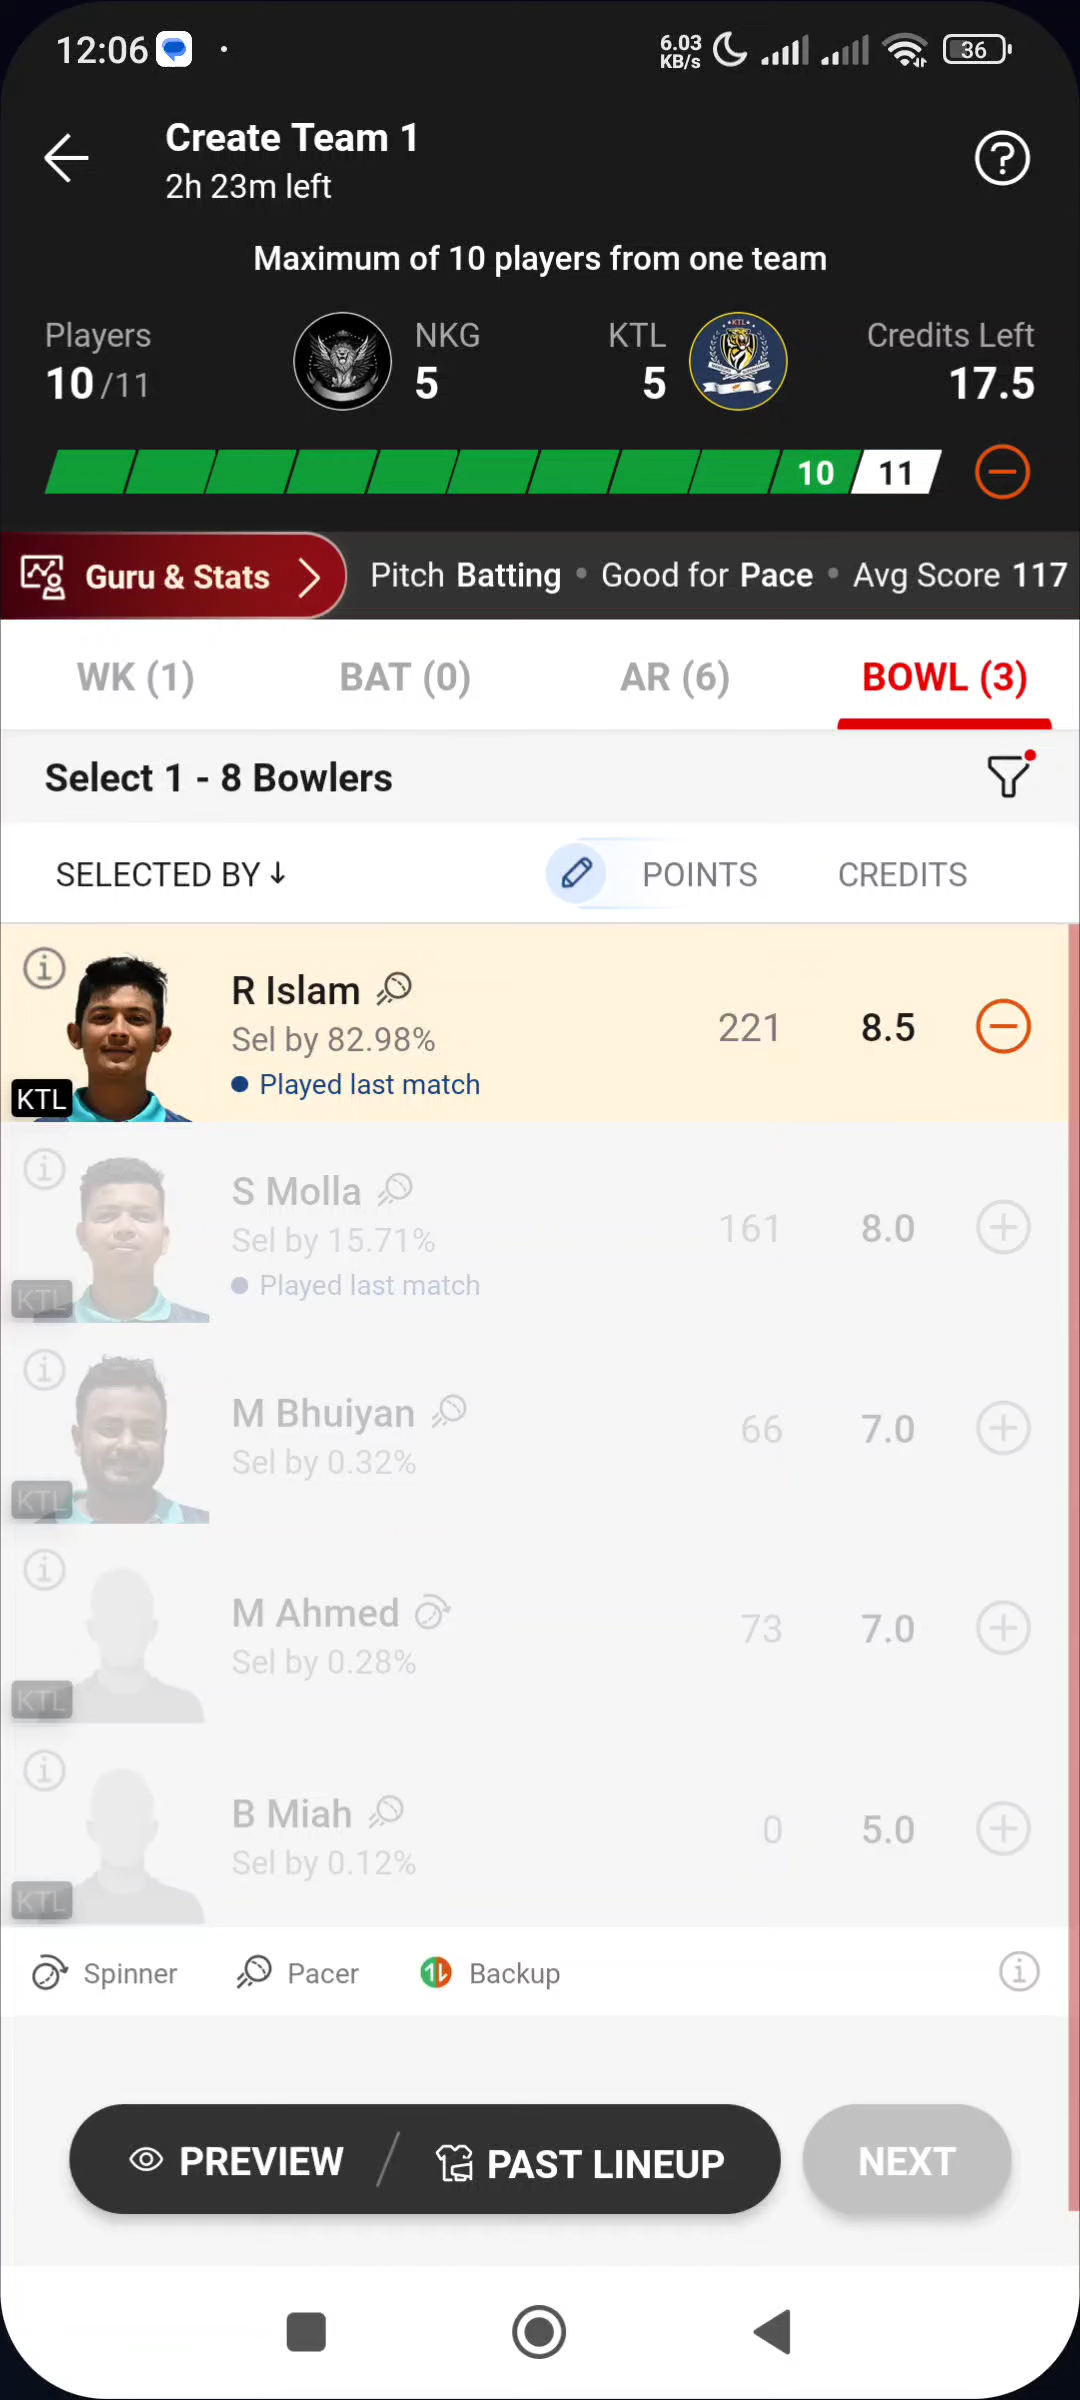 12:06
6.03
KB/s
36
Create Team 1
2h 23m left
?
Maximum of 10 players from one team
Players
10/11
NKG
5
KTL
5
KTL
Credits Left
17.5
10
11
Guru & Stats
Pitch Batting • Good for Pace • Avg Score 117
WK (1)
BAT (0)
AR (6)
BOWL (3)
Select 1 - 8 Bowlers
SELECTED BY ↓
POINTS
CREDITS
R Islam
Sel by 82.98%
• Played last match
KTL
221
8.5
S Molla
Sel by 15.71%
• Played last match
KTL
161
8.0
M Bhuiyan
Sel by 0.32%
KTL
66
7.0
M Ahmed
Sel by 0.28%
KTL
73
7.0
B Miah
Sel by 0.12%
KTL
0
5.0
Spinner
Pacer
Backup
PREVIEW
PAST LINEUP
NEXT